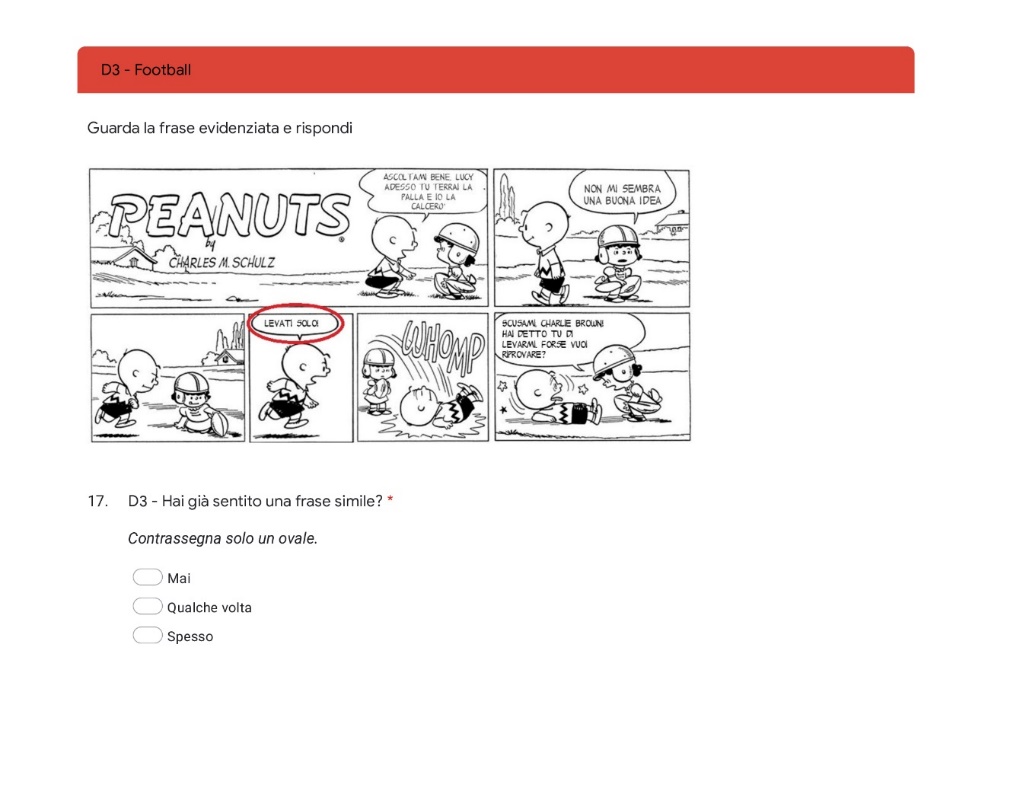 D3 - Football
Guarda la frase evidenziata e rispondi
PEANUTS
by
CHARLES M. SCHULZ
ASCOLTAMI BENE, LUCY
ADESSO TU TERRAI LA
PALLA E IO LA
CALCERO'
NON MI SEMBRA
UNA BUONA IDEA
LEVATI SOLO!
WHOMP
SCUSAMI, CHARLIE BROWN!
HAI DETTO TU DI
LEVARMI. FORSE VUOI
RIPROVARE?
17. D3 - Hai già sentito una frase simile? *
Contrassegna solo un ovale.
Mai
Qualche volta
Spesso